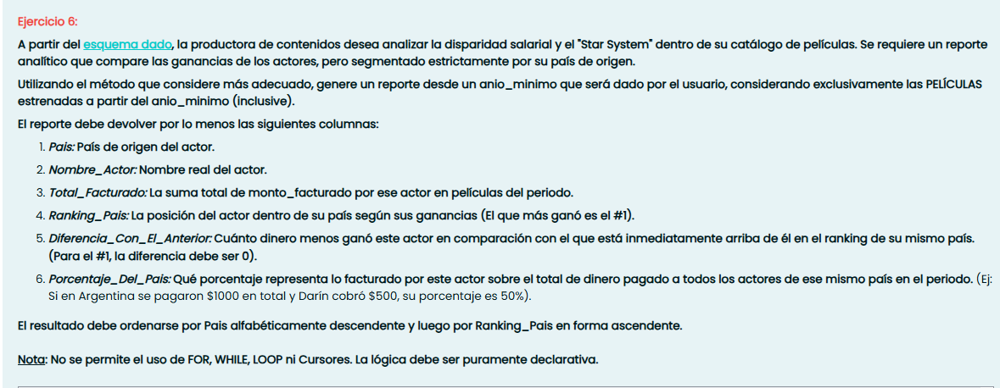 Ejercicio 6:
A partir del esquema dado, la productora de contenidos desea analizar la disparidad salarial y el "Star System" dentro de su catálogo de películas. Se requiere un reporte
analítico que compare las ganancias de los actores, pero segmentado estrictamente por su país de origen.
Utilizando el método que considere más adecuado, genere un reporte desde un anio_minimo que será dado por el usuario, considerando exclusivamente las PELÍCULAS
estrenadas a partir del anio_minimo (inclusive).
El reporte debe devolver por lo menos las siguientes columnas:
1. Pais: País de origen del actor.
2. Nombre_Actor: Nombre real del actor.
3. Total_Facturado: La suma total de monto_facturado por ese actor en películas del periodo.
4. Ranking_Pais: La posición del actor dentro de su país según sus ganancias (El que más ganó es el #1).
5. Diferencia_Con_El_Anterior: Cuánto dinero menos ganó este actor en comparación con el que está inmediatamente arriba de él en el ranking de su mismo país.
(Para el #1, la diferencia debe ser 0).
6. Porcentaje_Del_Pais: Qué porcentaje representa lo facturado por este actor sobre el total de dinero pagado a todos los actores de ese mismo país en el periodo. (Ej:
Si en Argentina se pagaron $1000 en total y Darín cobró $500, su porcentaje es 50%).
El resultado debe ordenarse por Pais alfabéticamente descendente y luego por Ranking_Pais en forma ascendente.
Nota: No se permite el uso de FOR, WHILE, LOOP ni Cursores. La lógica debe ser puramente declarativa.